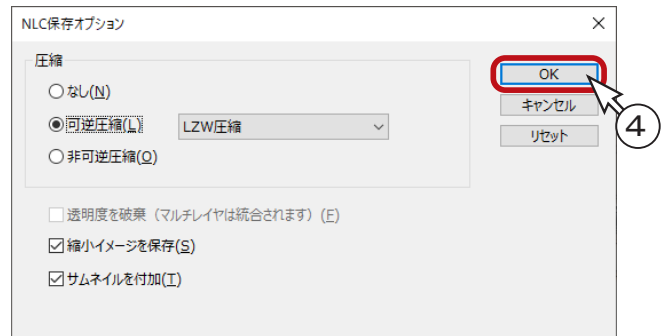 NLC保存オプション
圧縮
なし(N)
可逆圧縮(L)
LZW圧縮
非可逆圧縮(O)
OK
キャンセル
リセット
4
透明度を破棄（マルチレイヤは統合されます）(F)
縮小イメージを保存(S)
サムネイルを付加(T)